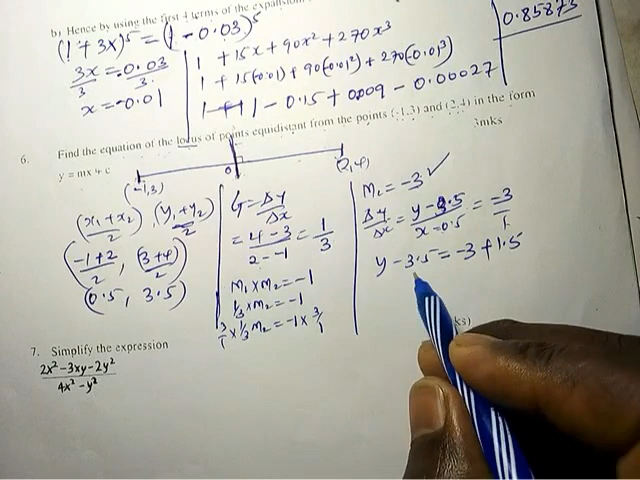 b) Hence by using the first 4 terms of the expansion
(1 + 3x)⁵ = (1 - 0.03)⁵
3x/3 = -0.03/3
x = -0.01
1 + 15x + 90x² + 270x³
1 + 15(-0.01) + 90(-0.01²) + 270(-0.01)³
1 - 0.15 + 0.009 - 0.00027
0.85873
6. Find the equation of the locus of points equidistant from the points (-1,3) and (2,4) in the form
y = mx + c 3mks
(-1,3) (2,4)
(x₁+x₂)/2, (y₁+y₂)/2
(-1+2)/2, (3+4)/2
(0.5, 3.5)
G = Δy/Δx
= 4-3/2--1 = 1/3
M₁ x M₂ = -1
1/3 x M₂ = -1
3/1 x 1/3 M₂ = -1 x 3/1
M₂ = -3 ✓
Δy/Δx = y-3.5/x-0.5 = -3/1
y - 3.5 = -3 + 1.5
ks)
7. Simplify the expression
2x² - 3xy - 2y²
4x² - y²